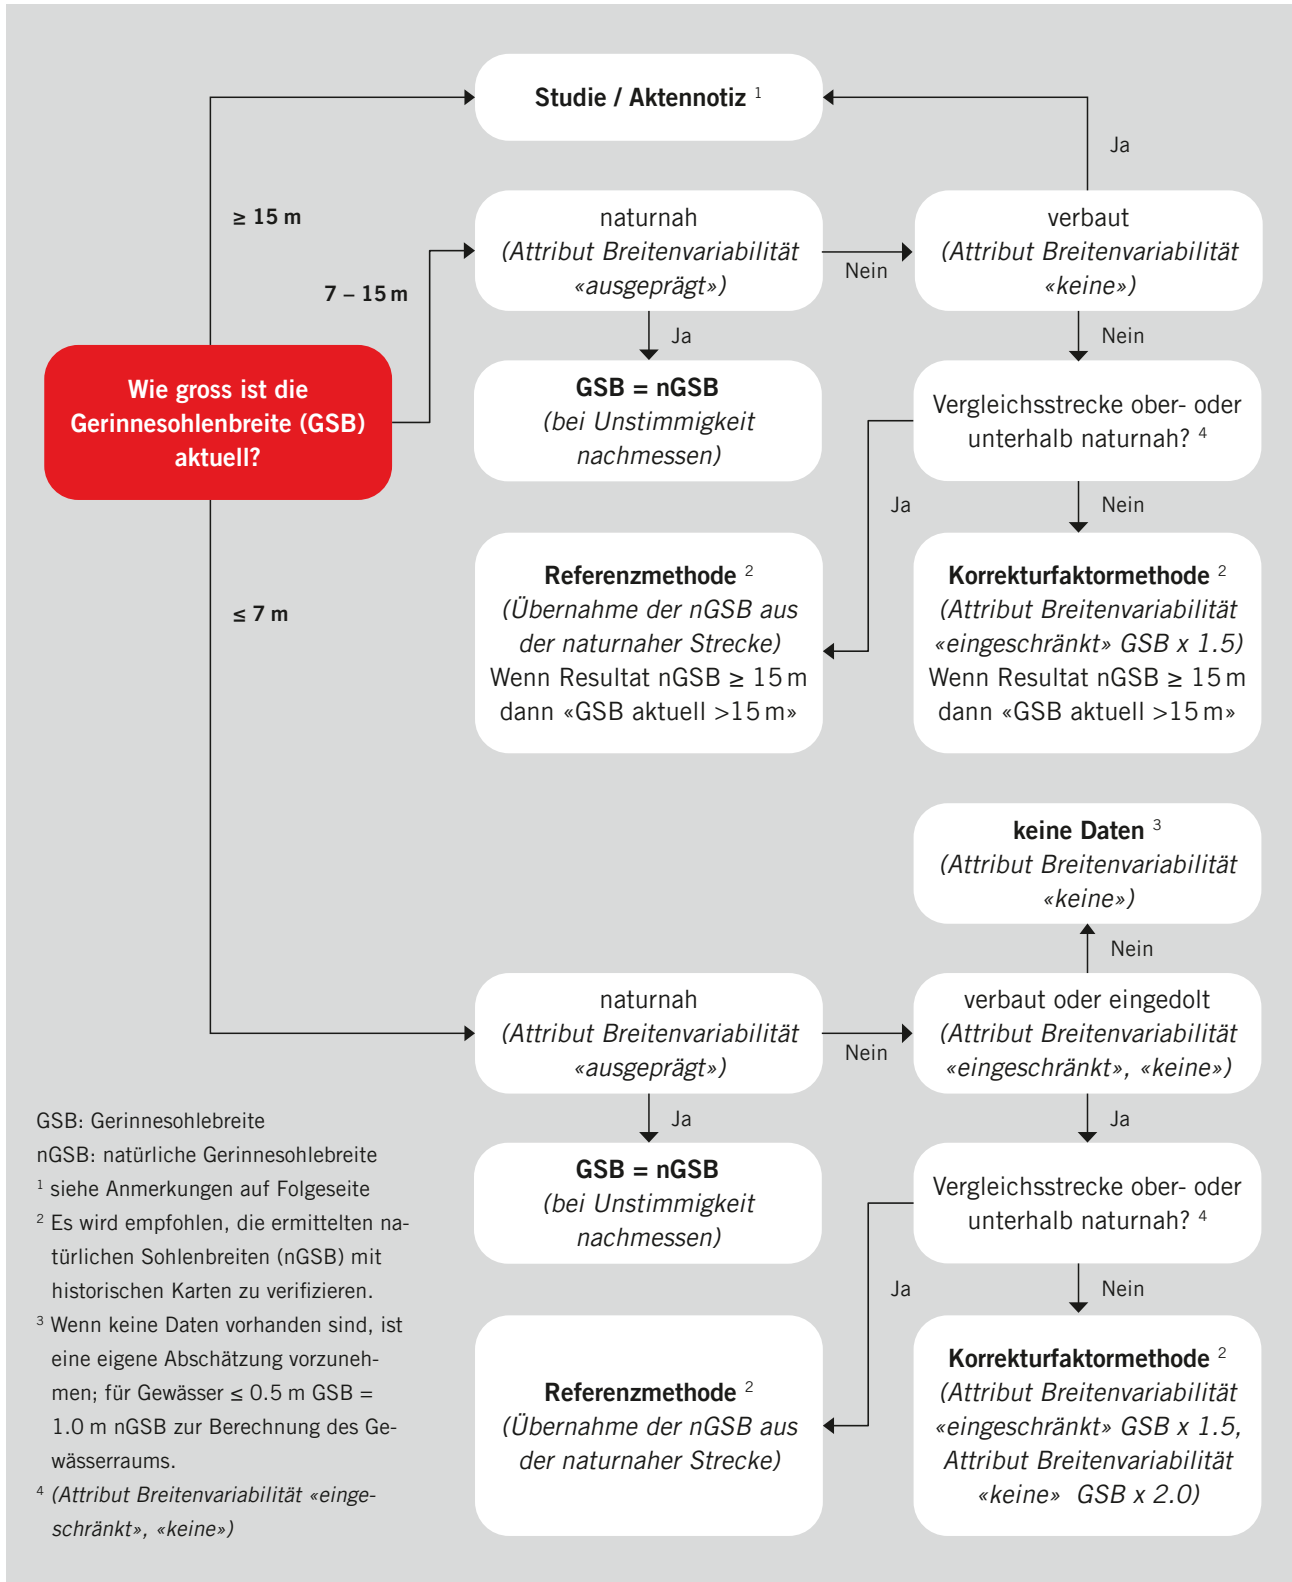 Studie / Aktennotiz ¹
Ja
≥ 15 m
naturnah
(Attribut Breitenvariabilität
«ausgeprägt»)
Nein
verbaut
(Attribut Breitenvariabilität
«keine»)
7 – 15 m
Ja
Nein
Wie gross ist die
Gerinnesohlenbreite (GSB)
aktuell?
GSB = nGSB
(bei Unstimmigkeit
nachmessen)
Vergleichsstrecke ober- oder
unterhalb naturnah? ⁴
Ja
Nein
≤ 7 m
Referenzmethode ²
(Übernahme der nGSB aus
der naturnaher Strecke)
Wenn Resultat nGSB ≥ 15 m
dann «GSB aktuell >15 m»
Korrekturfaktormethode ²
(Attribut Breitenvariabilität
«eingeschränkt» GSB x 1.5)
Wenn Resultat nGSB ≥ 15 m
dann «GSB aktuell >15 m»
keine Daten ³
(Attribut Breitenvariabilität
«keine»)
Nein
naturnah
(Attribut Breitenvariabilität
«ausgeprägt»)
Nein
verbaut oder eingedolt
(Attribut Breitenvariabilität
«eingeschränkt», «keine»)
Ja
Ja
GSB = nGSB
(bei Unstimmigkeit
nachmessen)
Vergleichsstrecke ober- oder
unterhalb naturnah? ⁴
Ja
Nein
Referenzmethode ²
(Übernahme der nGSB aus
der naturnaher Strecke)
Korrekturfaktormethode ²
(Attribut Breitenvariabilität
«eingeschränkt» GSB x 1.5,
Attribut Breitenvariabilität
«keine» GSB x 2.0)
GSB: Gerinnesohlebreite
nGSB: natürliche Gerinnesohlebreite
¹ siehe Anmerkungen auf Folgeseite
² Es wird empfohlen, die ermittelten na-
türlichen Sohlenbreiten (nGSB) mit
historischen Karten zu verifizieren.
³ Wenn keine Daten vorhanden sind, ist
eine eigene Abschätzung vorzuneh-
men; für Gewässer ≤ 0.5 m GSB =
1.0 m nGSB zur Berechnung des Ge-
wässerraums.
⁴ (Attribut Breitenvariabilität «einge-
schränkt», «keine»)